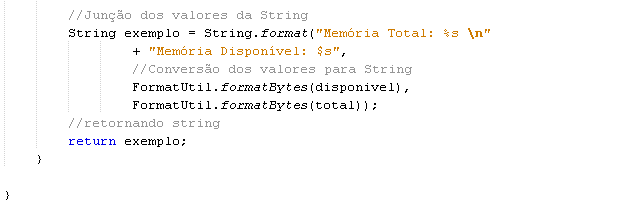 //Junção dos valores da String
String exemplo = String.format("Memória Total: %s \n"
+ "Memória Disponível: $s",
//Conversão dos valores para String
FormatUtil.formatBytes(disponivel),
FormatUtil.formatBytes(total));
//retornando string
return exemplo;
}
}